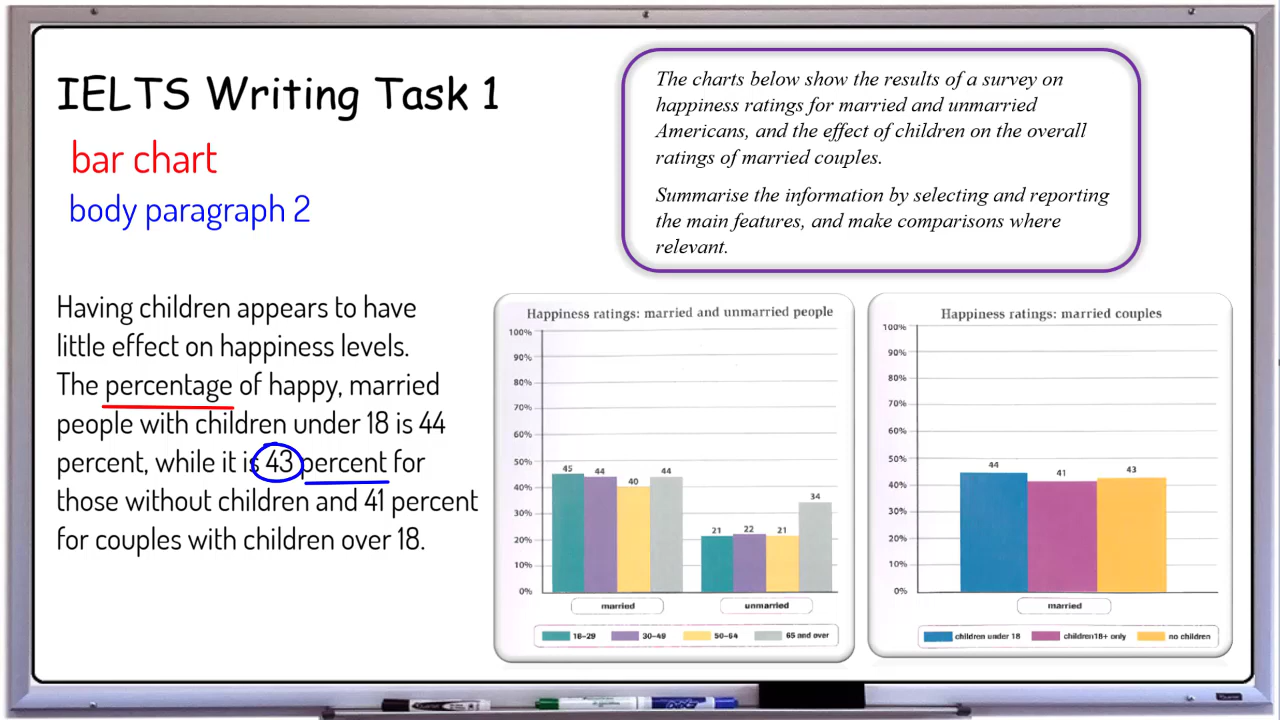 IELTS Writing Task 1
bar chart
body paragraph 2
The charts below show the results of a survey on
happiness ratings for married and unmarried
Americans, and the effect of children on the overall
ratings of married couples.
Summarise the information by selecting and reporting
the main features, and make comparisons where
relevant.
Having children appears to have
little effect on happiness levels.
The percentage of happy, married
people with children under 18 is 44
percent, while it is 43 percent for
those without children and 41 percent
for couples with children over 18.
Happiness ratings: married and unmarried people
100%
90%
80%
70%
60%
50%
40%
30%
20%
10%
0%
45 44 40 44
21 22 21 34
married unmarried
18–29 30–49 50–64 65 and over
Happiness ratings: married couples
100%
90%
80%
70%
60%
50%
40%
30%
20%
10%
0%
44 41 43
married
children under 18 children18+ only no children